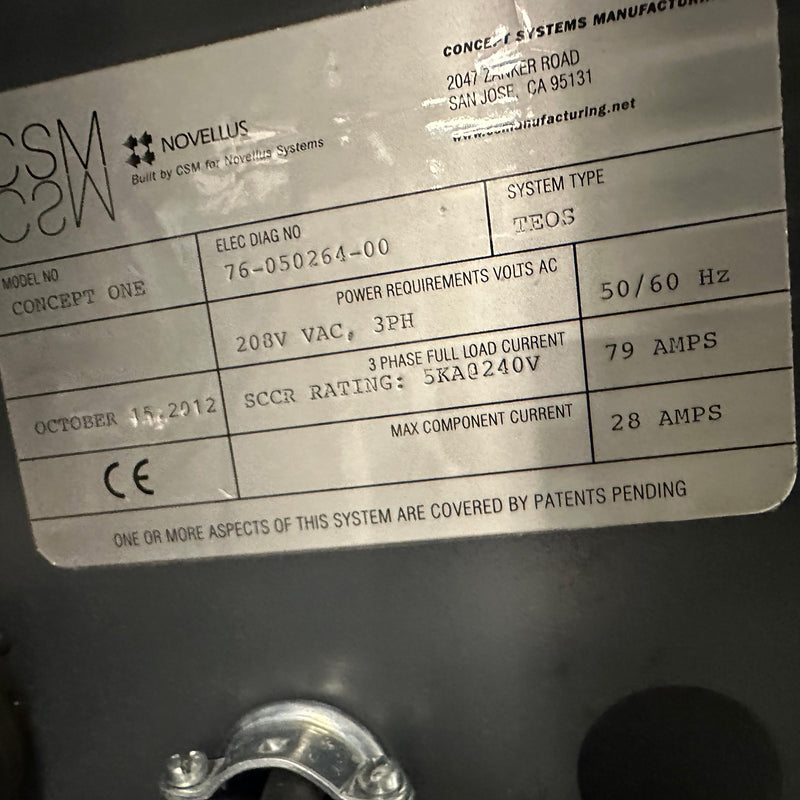 CONCEPT SYSTEMS MANUFACTURING
2047 ZANKER ROAD
SAN JOSE, CA 95131
www.csmanufacturing.net
CSM
NOVELLUS
Built by CSM for Novellus Systems
MODEL NO
CONCEPT ONE
ELEC DIAG NO
76-050264-00
SYSTEM TYPE
TEOS
POWER REQUIREMENTS VOLTS AC
208V VAC, 3PH
50/60 Hz
3 PHASE FULL LOAD CURRENT
SCCR RATING: 5KA@240V
79 AMPS
OCTOBER 15,2012
MAX COMPONENT CURRENT
28 AMPS
CE
ONE OR MORE ASPECTS OF THIS SYSTEM ARE COVERED BY PATENTS PENDING